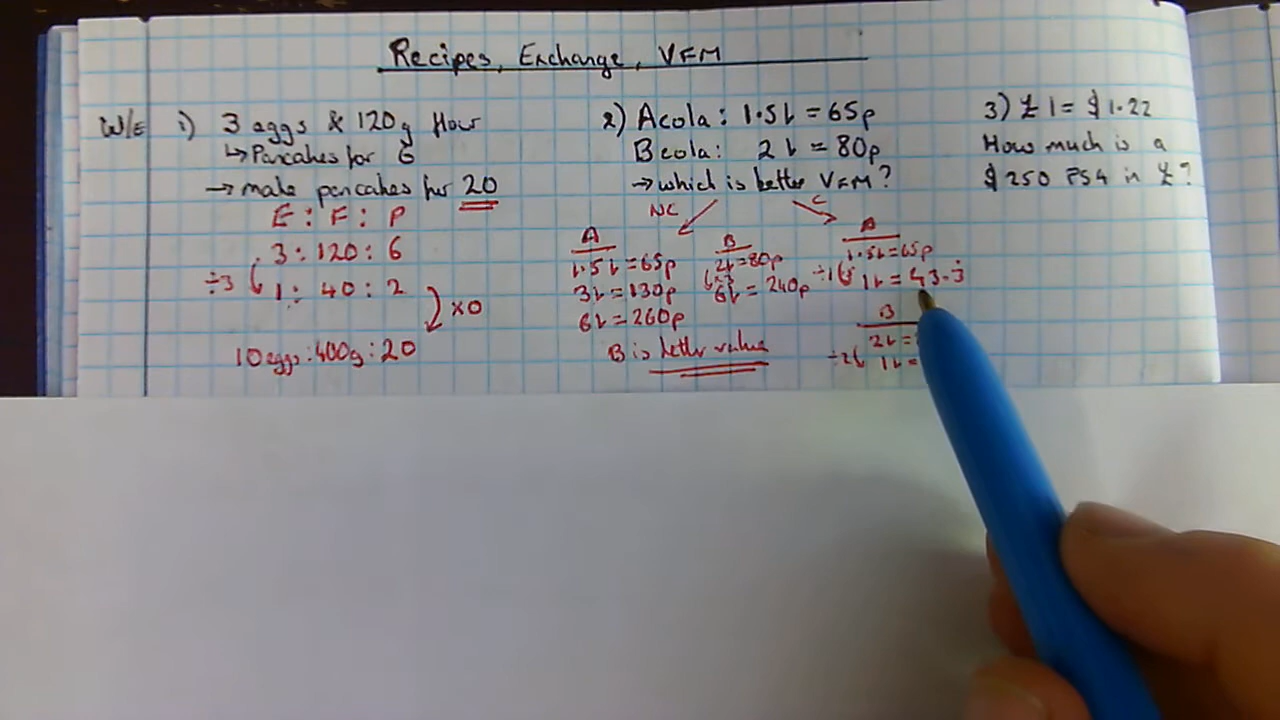 Recipes, Exchange, VFM
W/E 1) 3 eggs & 120g flour
↳ Pancakes for 6
→ make pancakes for 20
E : F : P
3 : 120 : 6
÷3
1 : 40 : 2
x10
10 eggs : 400g : 20
2) A cola : 1.5l = 65p
B cola : 2l = 80p
→ which is better VFM?
NC
A
1.5l = 65p
3l = 130p
6l = 260p
B
2l = 80p
x3
6l = 240p
B is better value
C
A
1.5l = 65p
1l = 43.3̇
B
2l =
÷2
1l =
3) £1 = $1.22
How much is a
$250 PS4 in £?